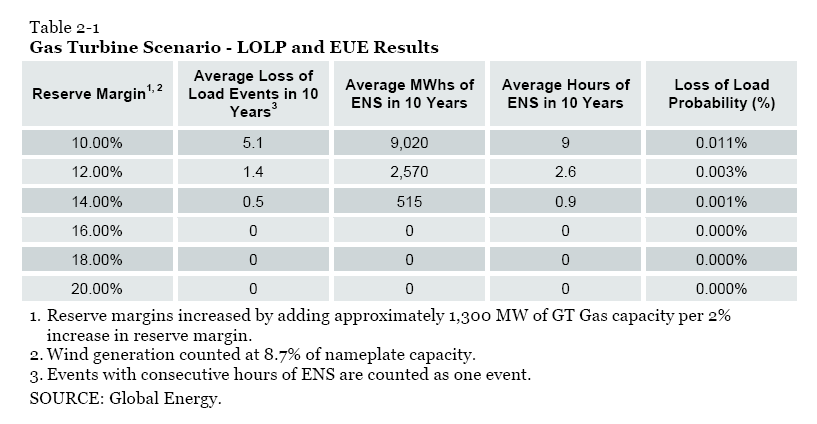 Table 2-1
Gas Turbine Scenario - LOLP and EUE Results
Reserve Margin1, 2 Average Loss of Load Events in 10 Years3 Average MWhs of ENS in 10 Years Average Hours of ENS in 10 Years Loss of Load Probability (%)
10.00% 5.1 9,020 9 0.011%
12.00% 1.4 2,570 2.6 0.003%
14.00% 0.5 515 0.9 0.001%
16.00% 0 0 0 0.000%
18.00% 0 0 0 0.000%
20.00% 0 0 0 0.000%
1. Reserve margins increased by adding approximately 1,300 MW of GT Gas capacity per 2%
increase in reserve margin.
2. Wind generation counted at 8.7% of nameplate capacity.
3. Events with consecutive hours of ENS are counted as one event.
SOURCE: Global Energy.